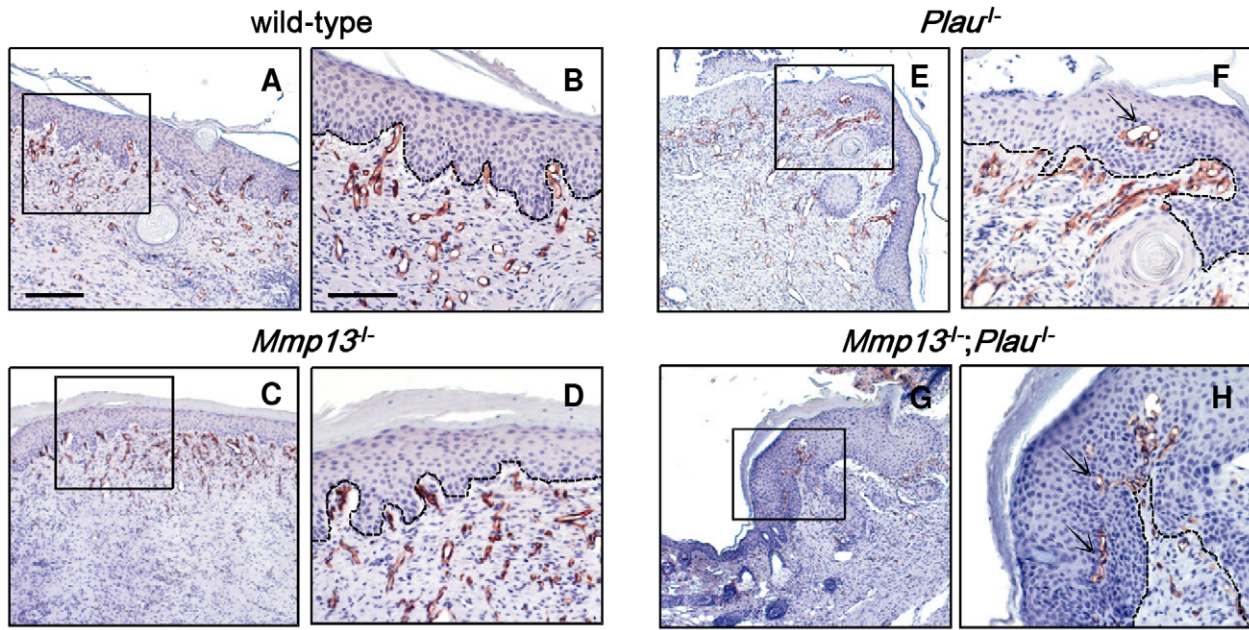 wild-type
Plau-/-
A
B
E
F
Mmp13-/-
Mmp13-/-;Plau-/-
C
D
G
H